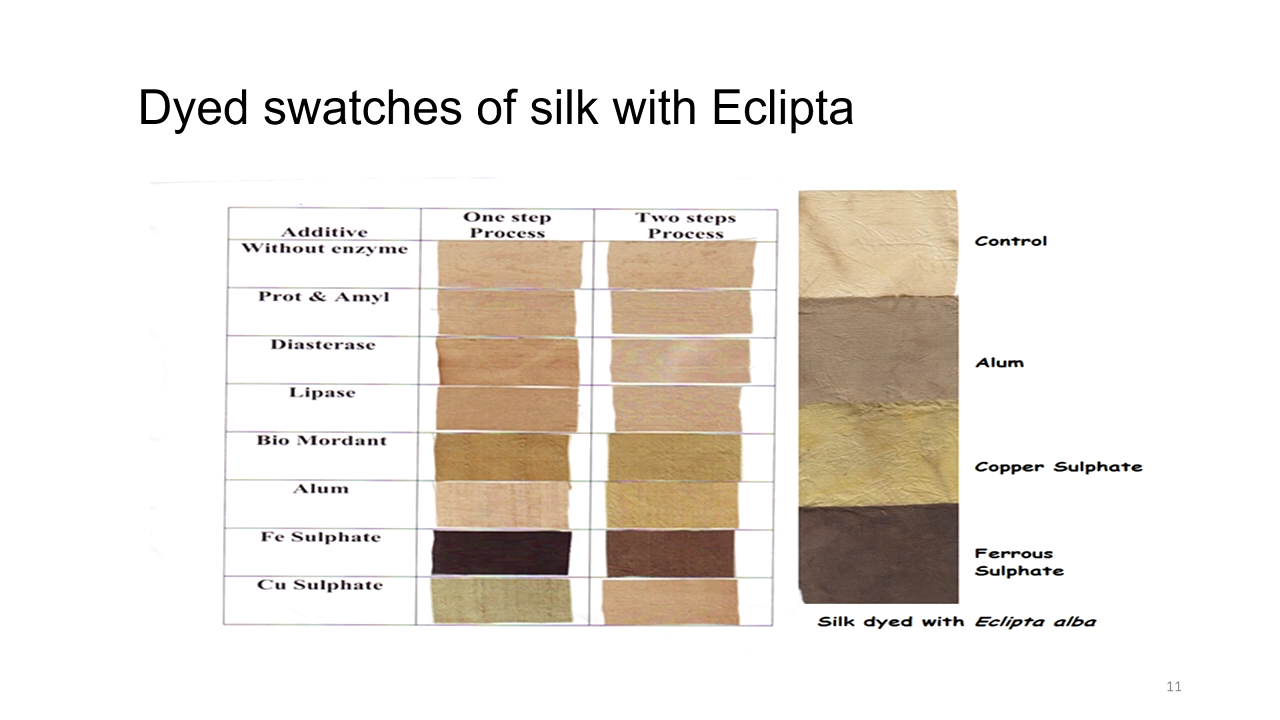 Dyed swatches of silk with Eclipta
Additive
One step
Process
Two steps
Process
Without enzyme
Prot & Amyl
Diasterase
Lipase
Bio Mordant
Alum
Fe Sulphate
Cu Sulphate
Control
Alum
Copper Sulphate
Ferrous
Sulphate
Silk dyed with Eclipta alba
11